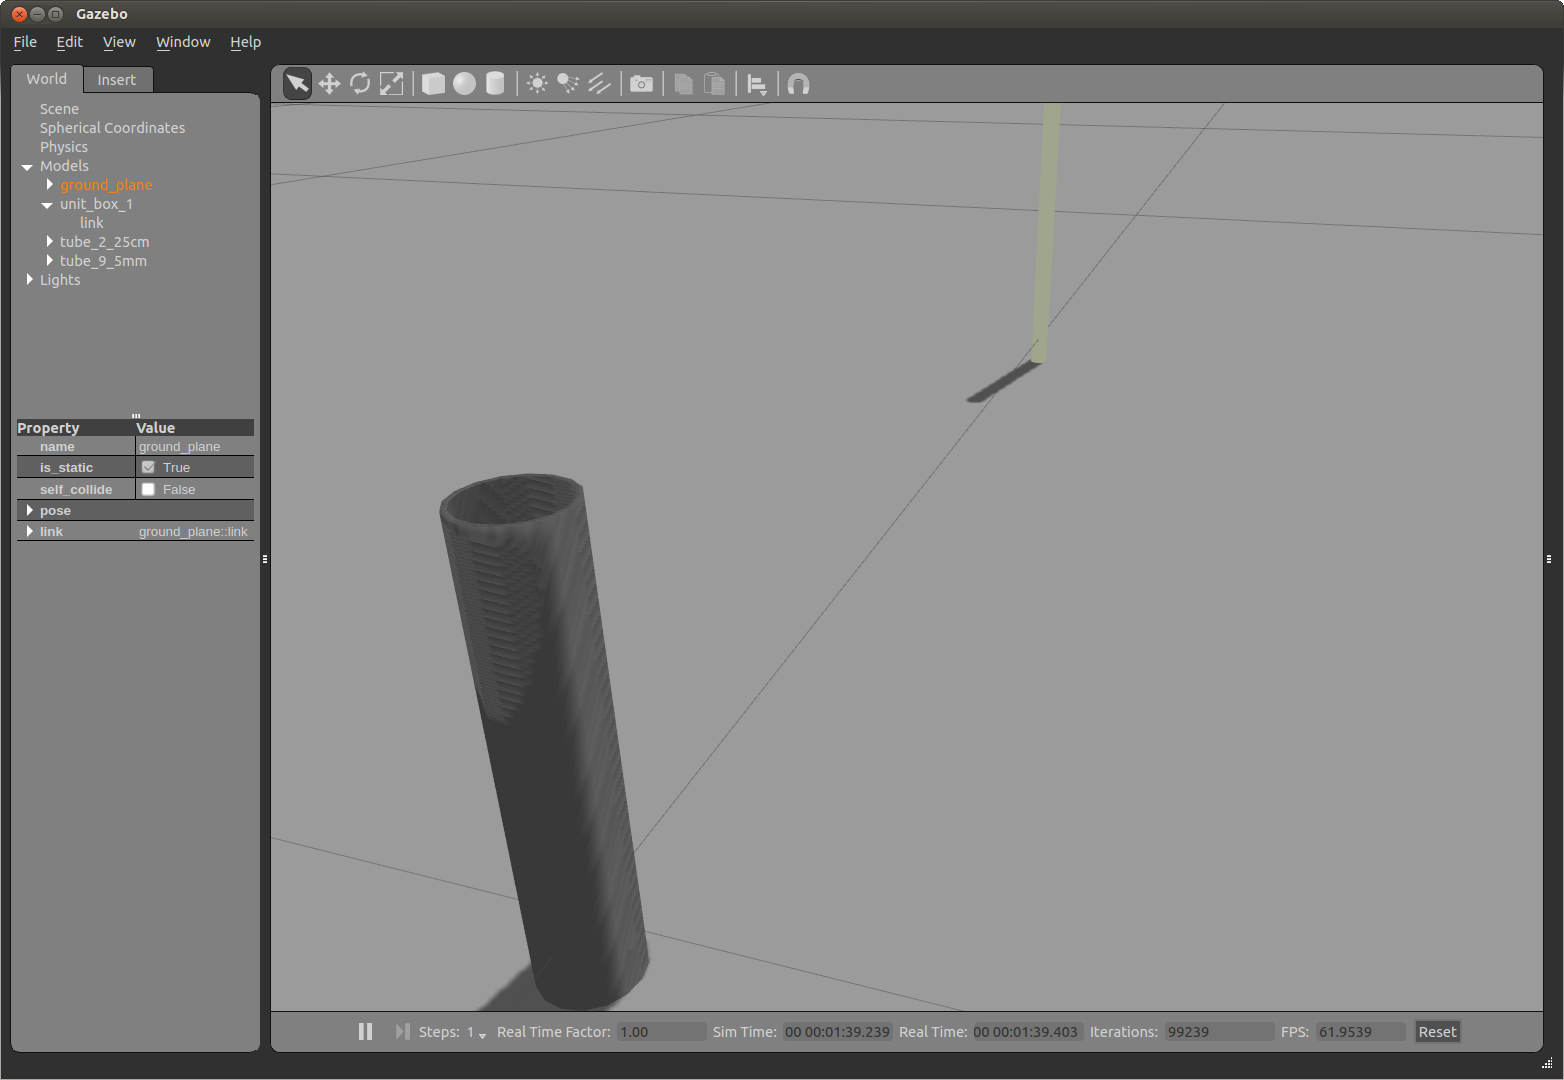 Gazebo
File Edit View Window Help
World Insert
Scene
Spherical Coordinates
Physics
Models
ground_plane
unit_box_1
link
tube_2_25cm
tube_9_5mm
Lights
Property Value
name ground_plane
is_static True
self_collide False
pose
link ground_plane::link
Steps: 1 Real Time Factor: 1.00 Sim Time: 00 00:01:39.239 Real Time: 00 00:01:39.403 Iterations: 99239 FPS: 61.9539 Reset